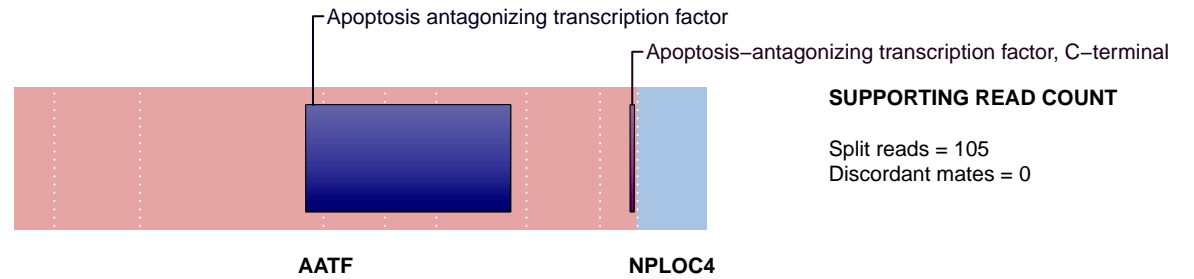 Apoptosis antagonizing transcription factor
Apoptosis−antagonizing transcription factor, C−terminal
SUPPORTING READ COUNT
Split reads = 105
Discordant mates = 0
AATF
NPLOC4